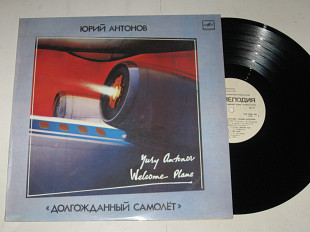 ЮРИЙ АНТОНОВ
Yury Antonov
Welcome Plane
«ДОЛГОЖДАННЫЙ САМОЛЁТ»
МЕЛОДИЯ